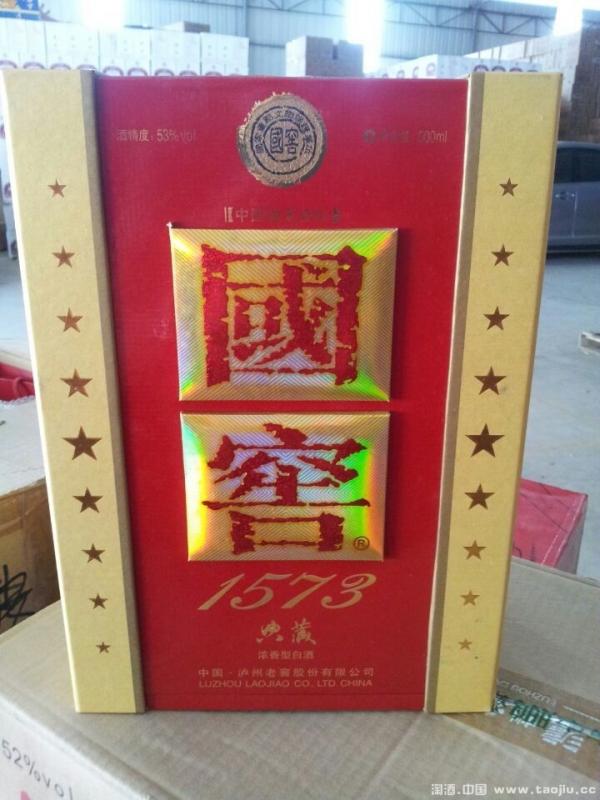 酒精度: 53%vol
500ml
國窖
國
窖
®
1573
典藏
浓香型白酒
中国·泸州老窖股份有限公司
LUZHOU LAOJIAO CO. LTD CHINA
52%vol
淘酒.中国 www.taojiu.cc